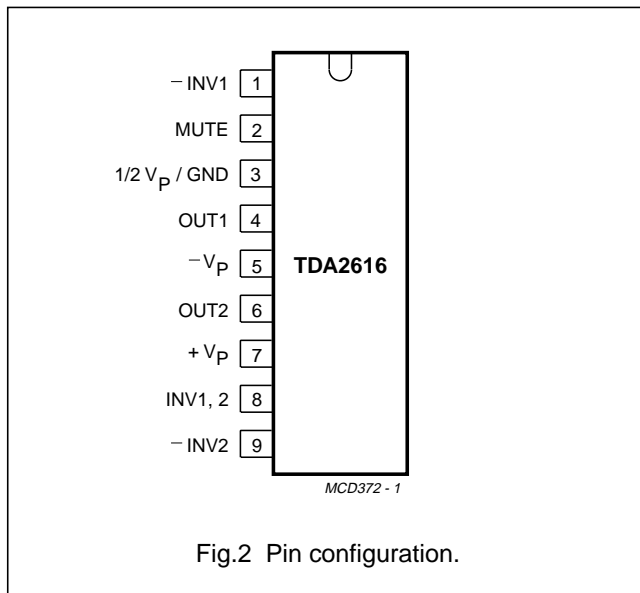 −INV1 1
MUTE 2
1/2 VP / GND 3
OUT1 4
−VP 5
TDA2616
OUT2 6
+VP 7
INV1, 2 8
−INV2 9
MCD372 - 1
Fig.2 Pin configuration.